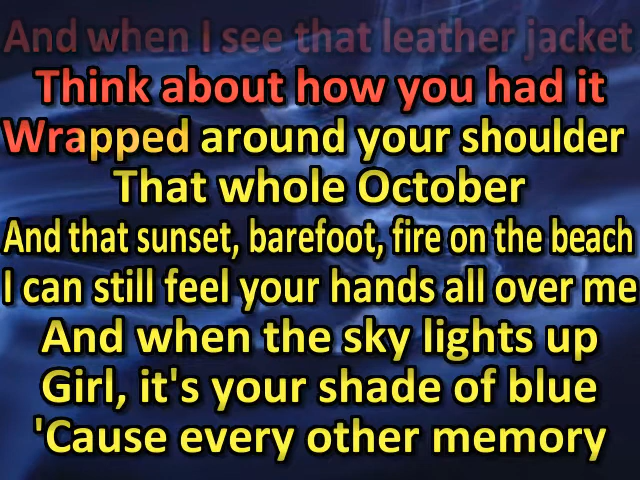 And when I see that leather jacket
Think about how you had it
Wrapped around your shoulder
That whole October
And that sunset, barefoot, fire on the beach
I can still feel your hands all over me
And when the sky lights up
Girl, it's your shade of blue
'Cause every other memory